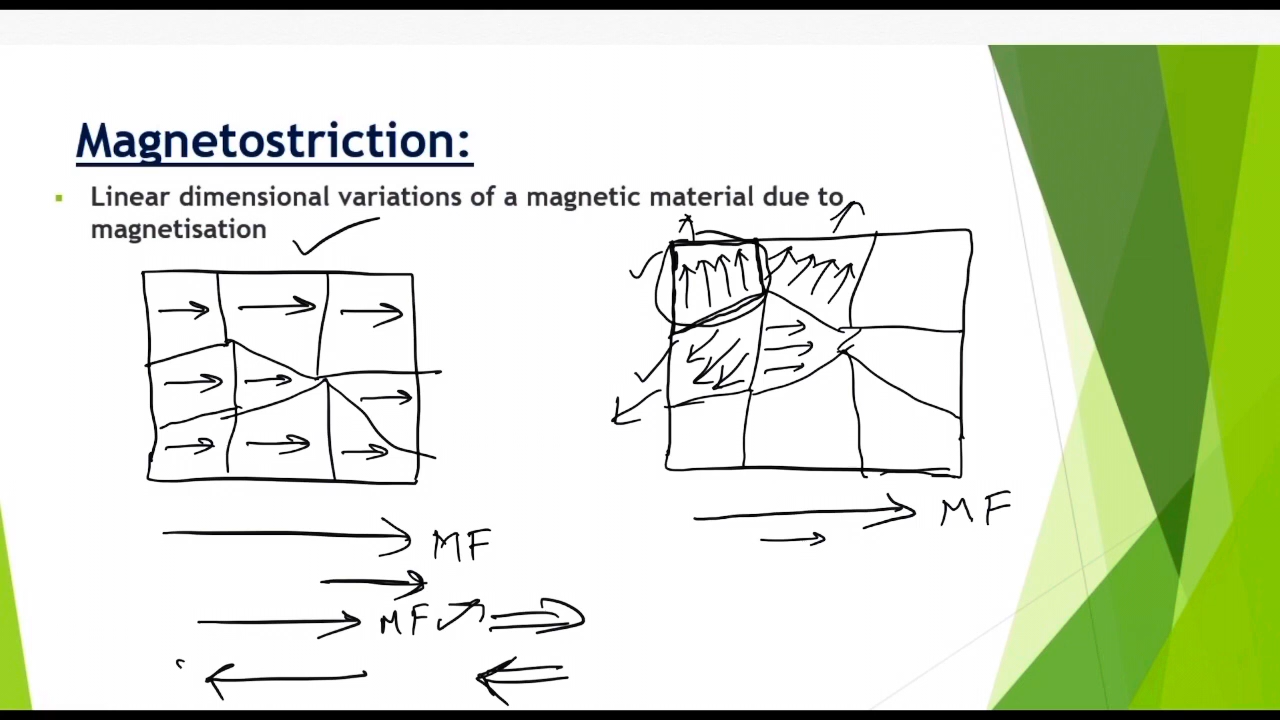 Magnetostriction:
Linear dimensional variations of a magnetic material due to
magnetisation
MF
MF
MF